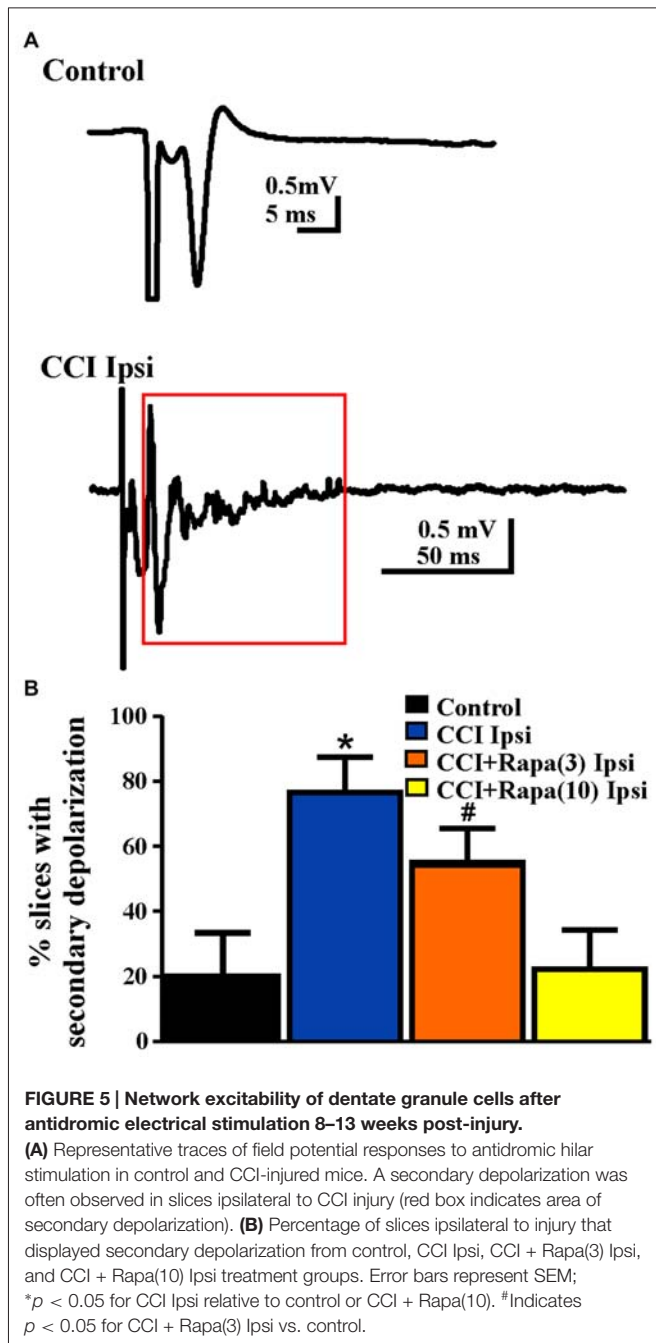 A
Control
0.5mV
5 ms
CCI Ipsi
0.5 mV
50 ms
B
% slices with
secondary depolarization
100
80
60
40
20
0
*
#
Control
CCI Ipsi
CCI+Rapa(3) Ipsi
CCI+Rapa(10) Ipsi
FIGURE 5 | Network excitability of dentate granule cells after
antidromic electrical stimulation 8–13 weeks post-injury.
(A) Representative traces of field potential responses to antidromic hilar
stimulation in control and CCI-injured mice. A secondary depolarization was
often observed in slices ipsilateral to CCI injury (red box indicates area of
secondary depolarization). (B) Percentage of slices ipsilateral to injury that
displayed secondary depolarization from control, CCI Ipsi, CCI + Rapa(3) Ipsi,
and CCI + Rapa(10) Ipsi treatment groups. Error bars represent SEM;
*p < 0.05 for CCI Ipsi relative to control or CCI + Rapa(10). #Indicates
p < 0.05 for CCI + Rapa(3) Ipsi vs. control.